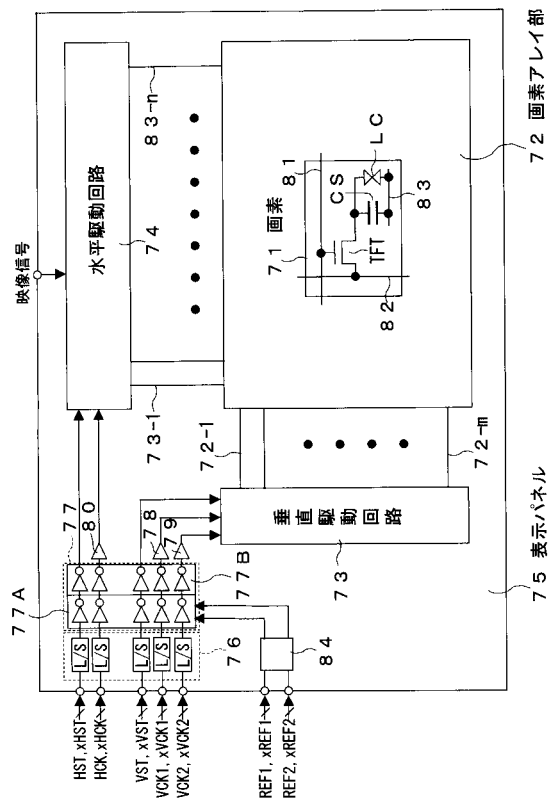 映像信号
水平駆動回路
74
83-n
73-1
画素
71
81
CS
LC
TFT
82
83
72 画素アレイ部
77A
77
80
78
79
77B
76
L/S
L/S
L/S
L/S
L/S
HST, xHST
HCK, xHCK
VST, xVST
VCK1, xVCK1
VCK2, xVCK2
REF1, xREF1
REF2, xREF2
84
垂直駆動回路
73
72-1
72-m
75 表示パネル